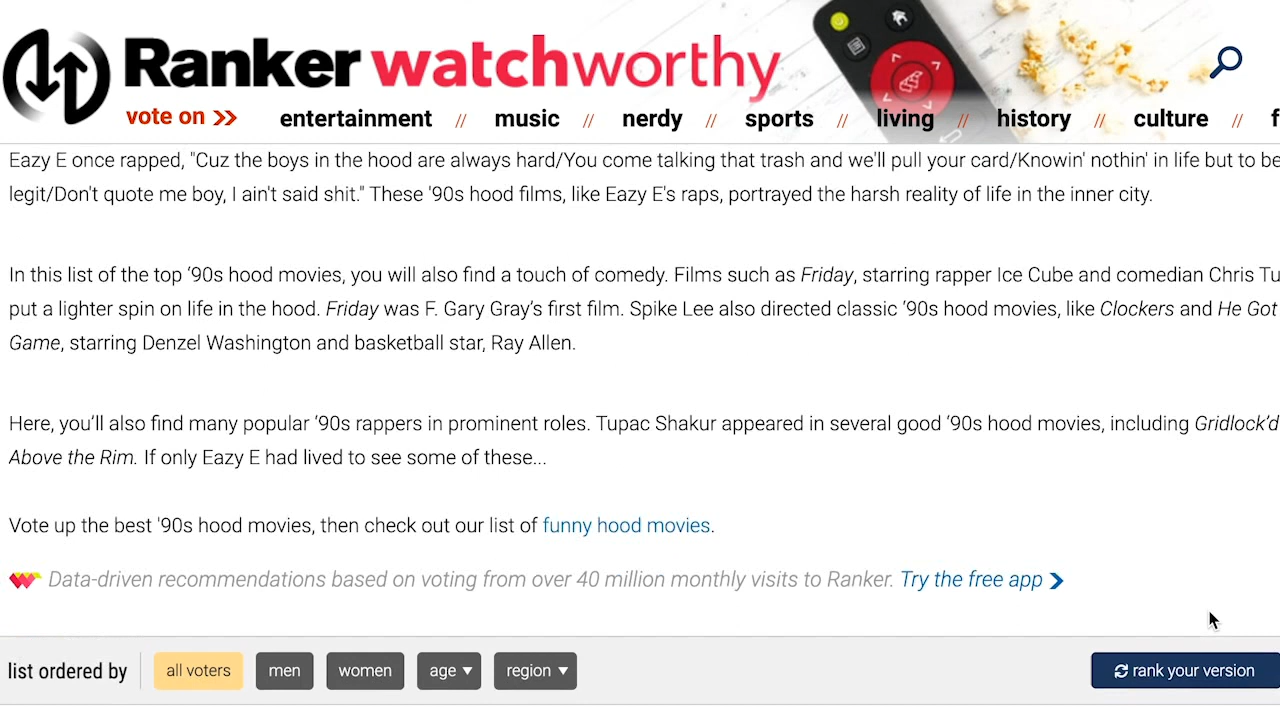 Ranker watchworthy
vote on >> entertainment // music // nerdy // sports // living // history // culture // f
Eazy E once rapped, "Cuz the boys in the hood are always hard/You come talking that trash and we'll pull your card/Knowin' nothin' in life but to be
legit/Don't quote me boy, I ain't said shit." These '90s hood films, like Eazy E's raps, portrayed the harsh reality of life in the inner city.
In this list of the top ‘90s hood movies, you will also find a touch of comedy. Films such as Friday, starring rapper Ice Cube and comedian Chris Tu
put a lighter spin on life in the hood. Friday was F. Gary Gray’s first film. Spike Lee also directed classic ‘90s hood movies, like Clockers and He Got
Game, starring Denzel Washington and basketball star, Ray Allen.
Here, you’ll also find many popular ‘90s rappers in prominent roles. Tupac Shakur appeared in several good ‘90s hood movies, including Gridlock’d
Above the Rim. If only Eazy E had lived to see some of these...
Vote up the best '90s hood movies, then check out our list of funny hood movies.
Data-driven recommendations based on voting from over 40 million monthly visits to Ranker. Try the free app
list ordered by all voters men women age region rank your version